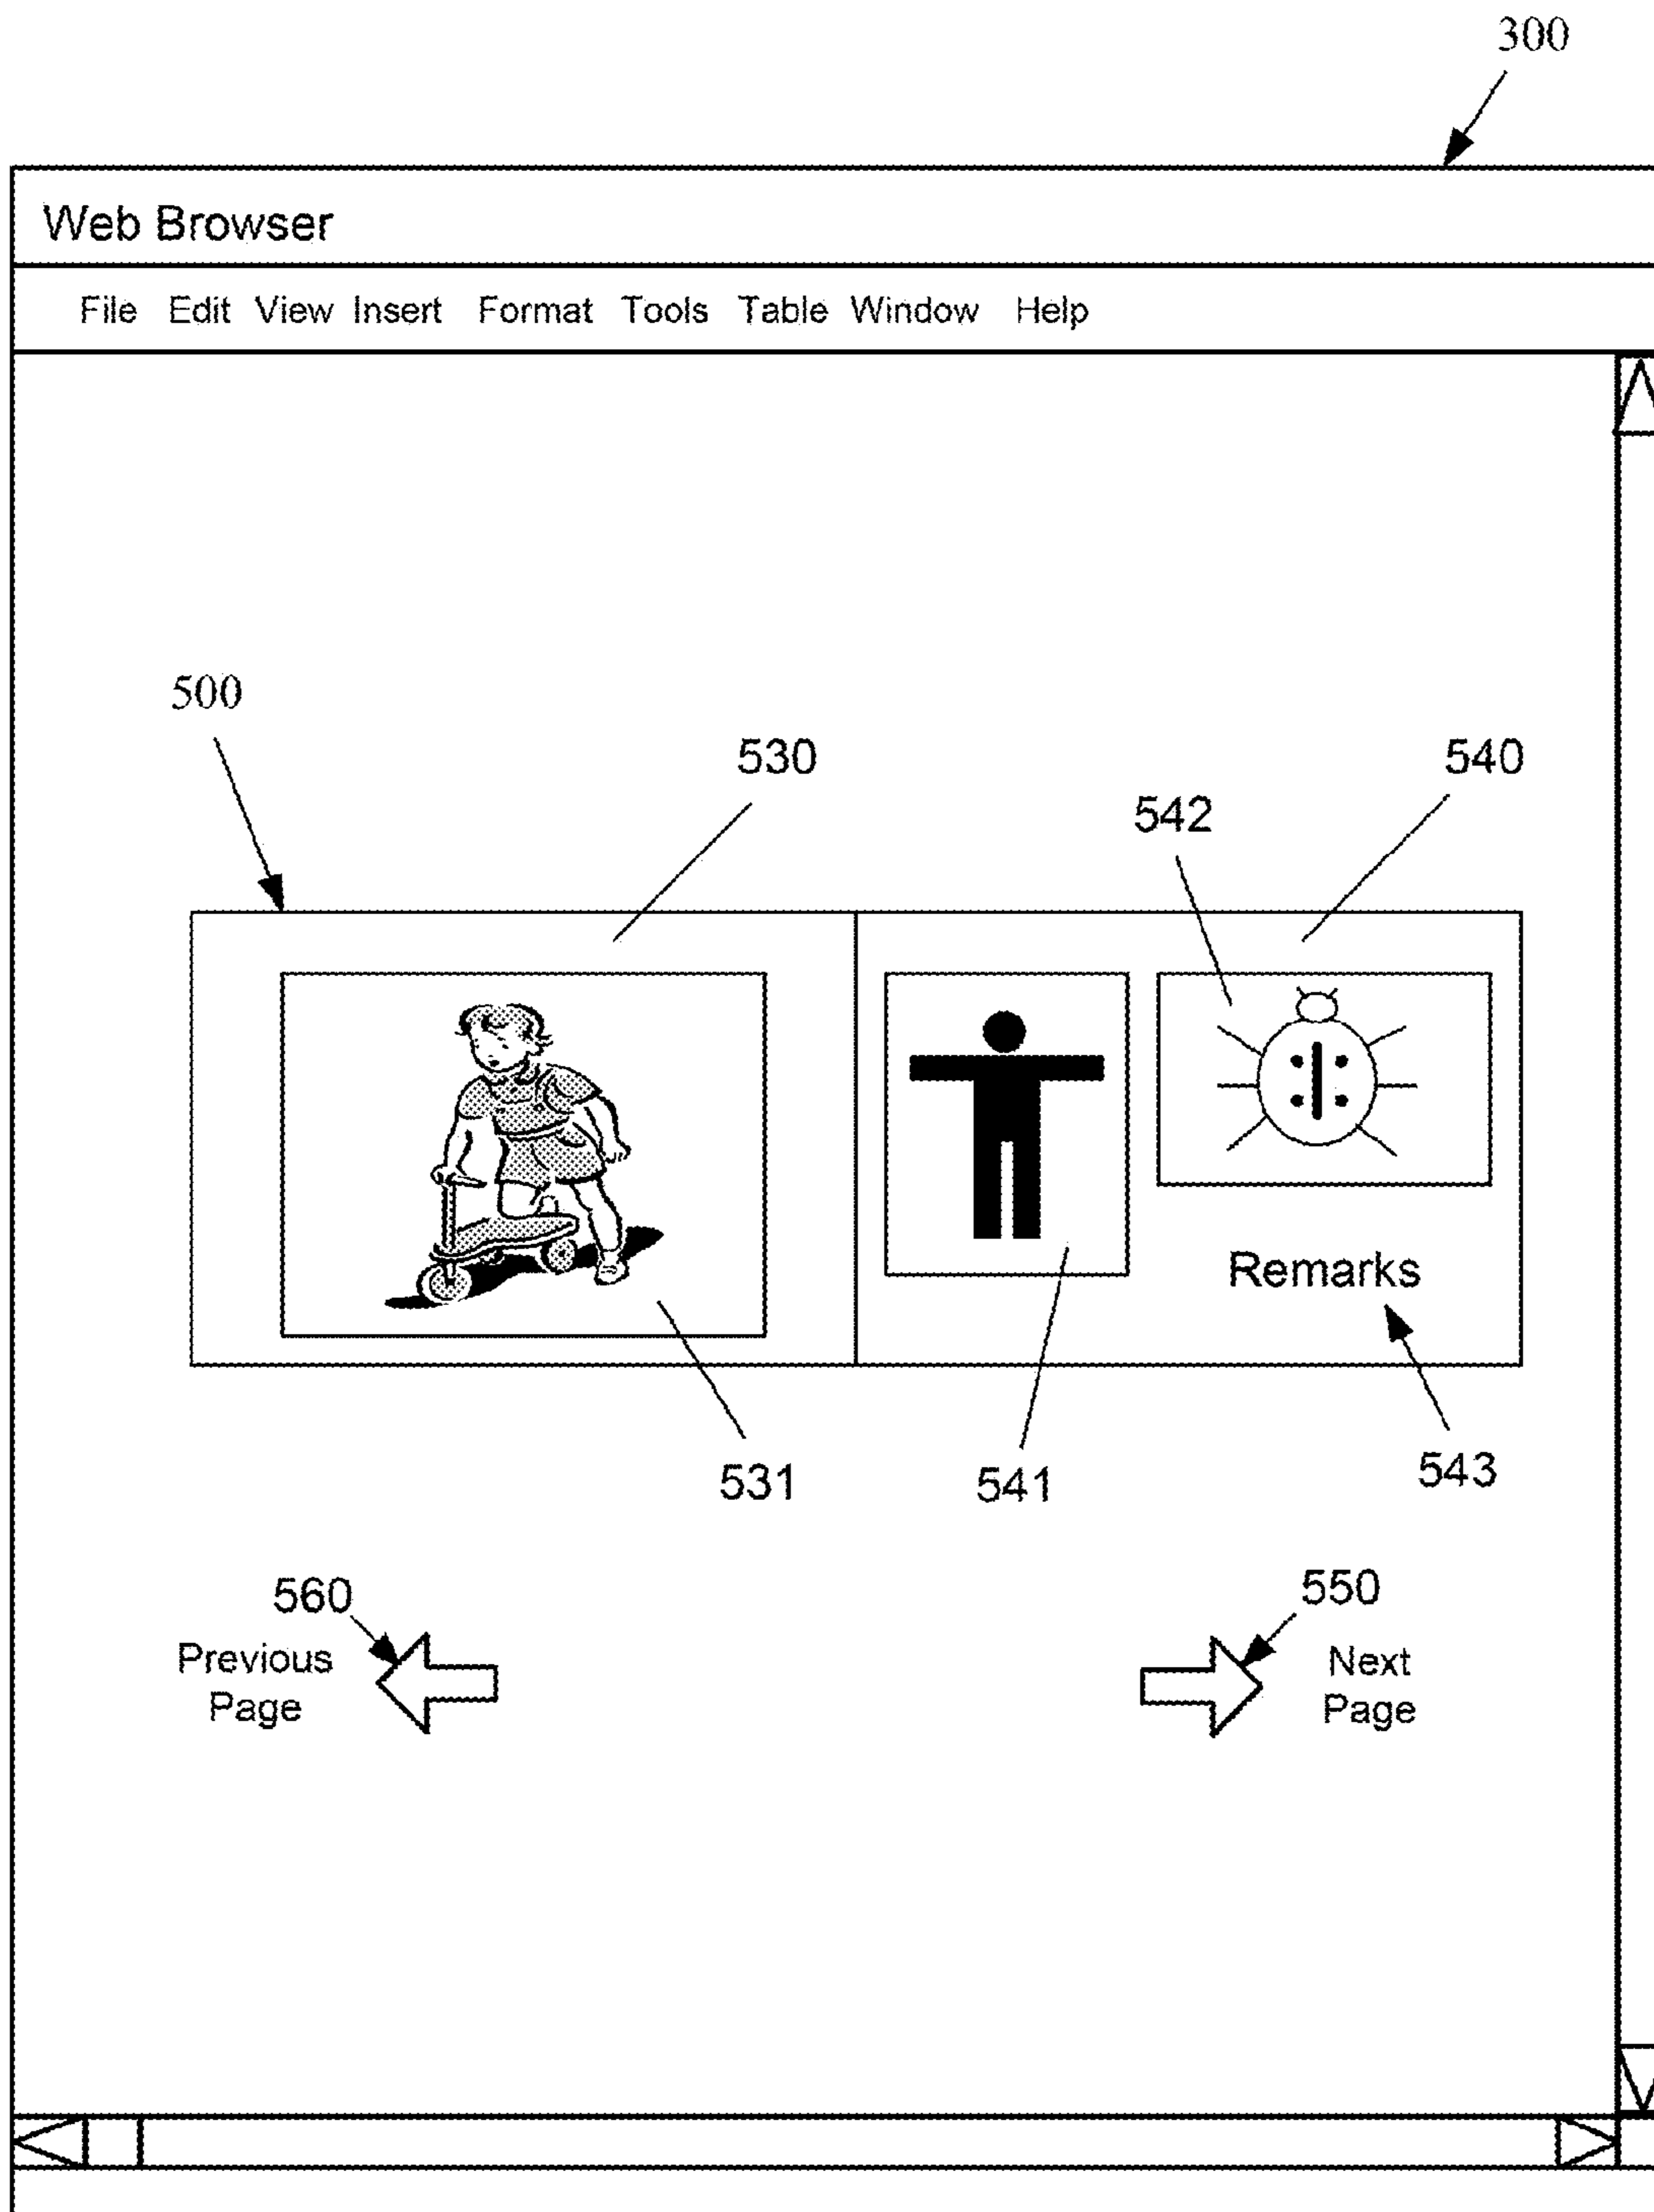 300
Web Browser
File Edit View Insert Format Tools Table Window Help
500
530
540
542
Remarks
531
541
543
560
550
Previous
Page
Next
Page